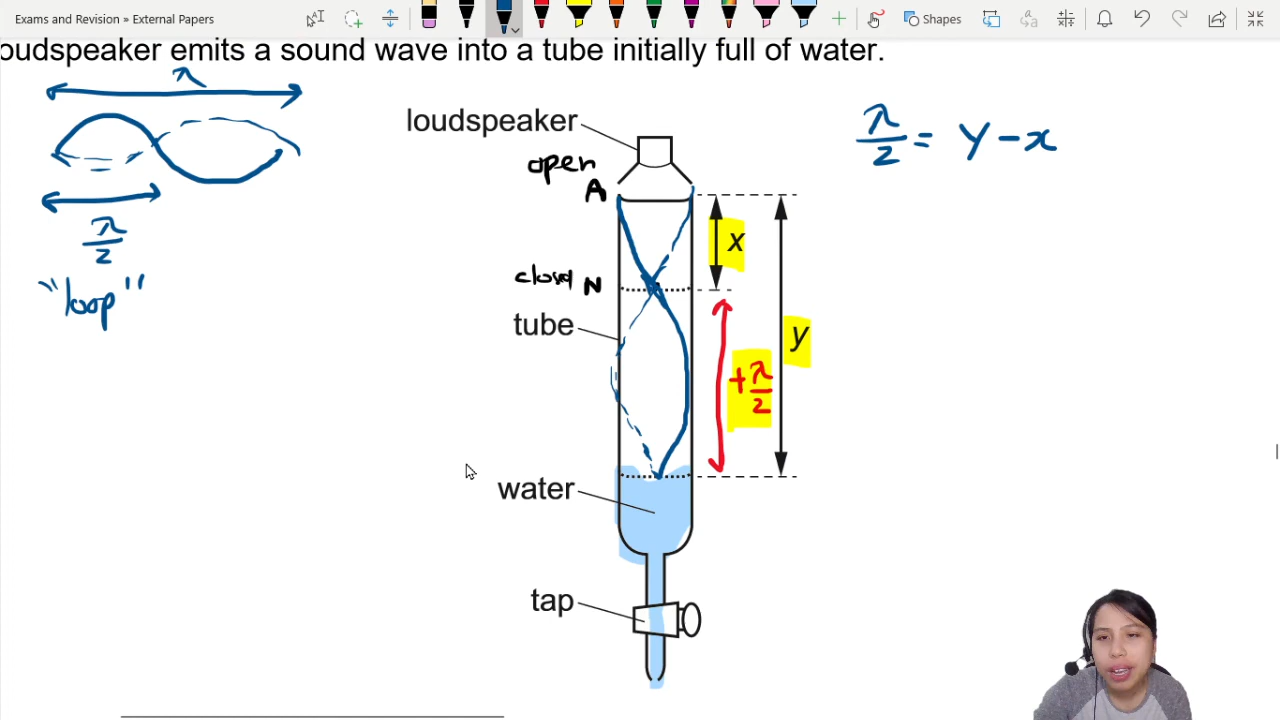 Exams and Revision » External Papers
Shapes
oudspeaker emits a sound wave into a tube initially full of water.
λ
λ/2
"loop"
loudspeaker
open
A
closed N
tube
water
tap
x
y
+λ/2
λ/2 = y-x